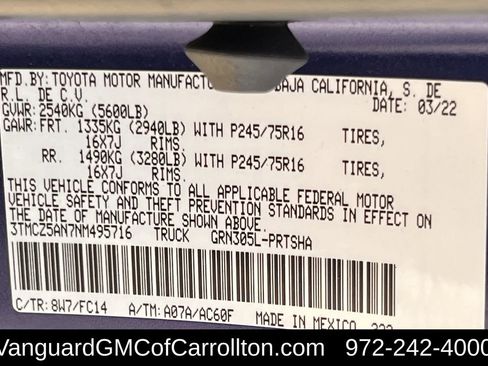 MFD.BY: TOYOTA MOTOR MANUFACTUR BAJA CALIFORNIA, S. DE
R.L. DE C.V. DATE: 03/22
GVWR: 2540KG (5600LB)
GAWR: FRT. 1335KG (2940LB) WITH P245/75R16 TIRES,
16X7J RIMS.
RR. 1490KG (3280LB) WITH P245/75R16 TIRES,
16X7J RIMS.
THIS VEHICLE CONFORMS TO ALL APPLICABLE FEDERAL MOTOR
VEHICLE SAFETY AND THEFT PREVENTION STANDARDS IN EFFECT ON
THE DATE OF MANUFACTURE SHOWN ABOVE.
3TMCZ5AN7NM495716 TRUCK GRN305L-PRTSHA
C/TR: 8W7/FC14 A/TM: A07A/AC60F MADE IN MEXICO
VanguardGMCofCarrollton.com 972-242-4000